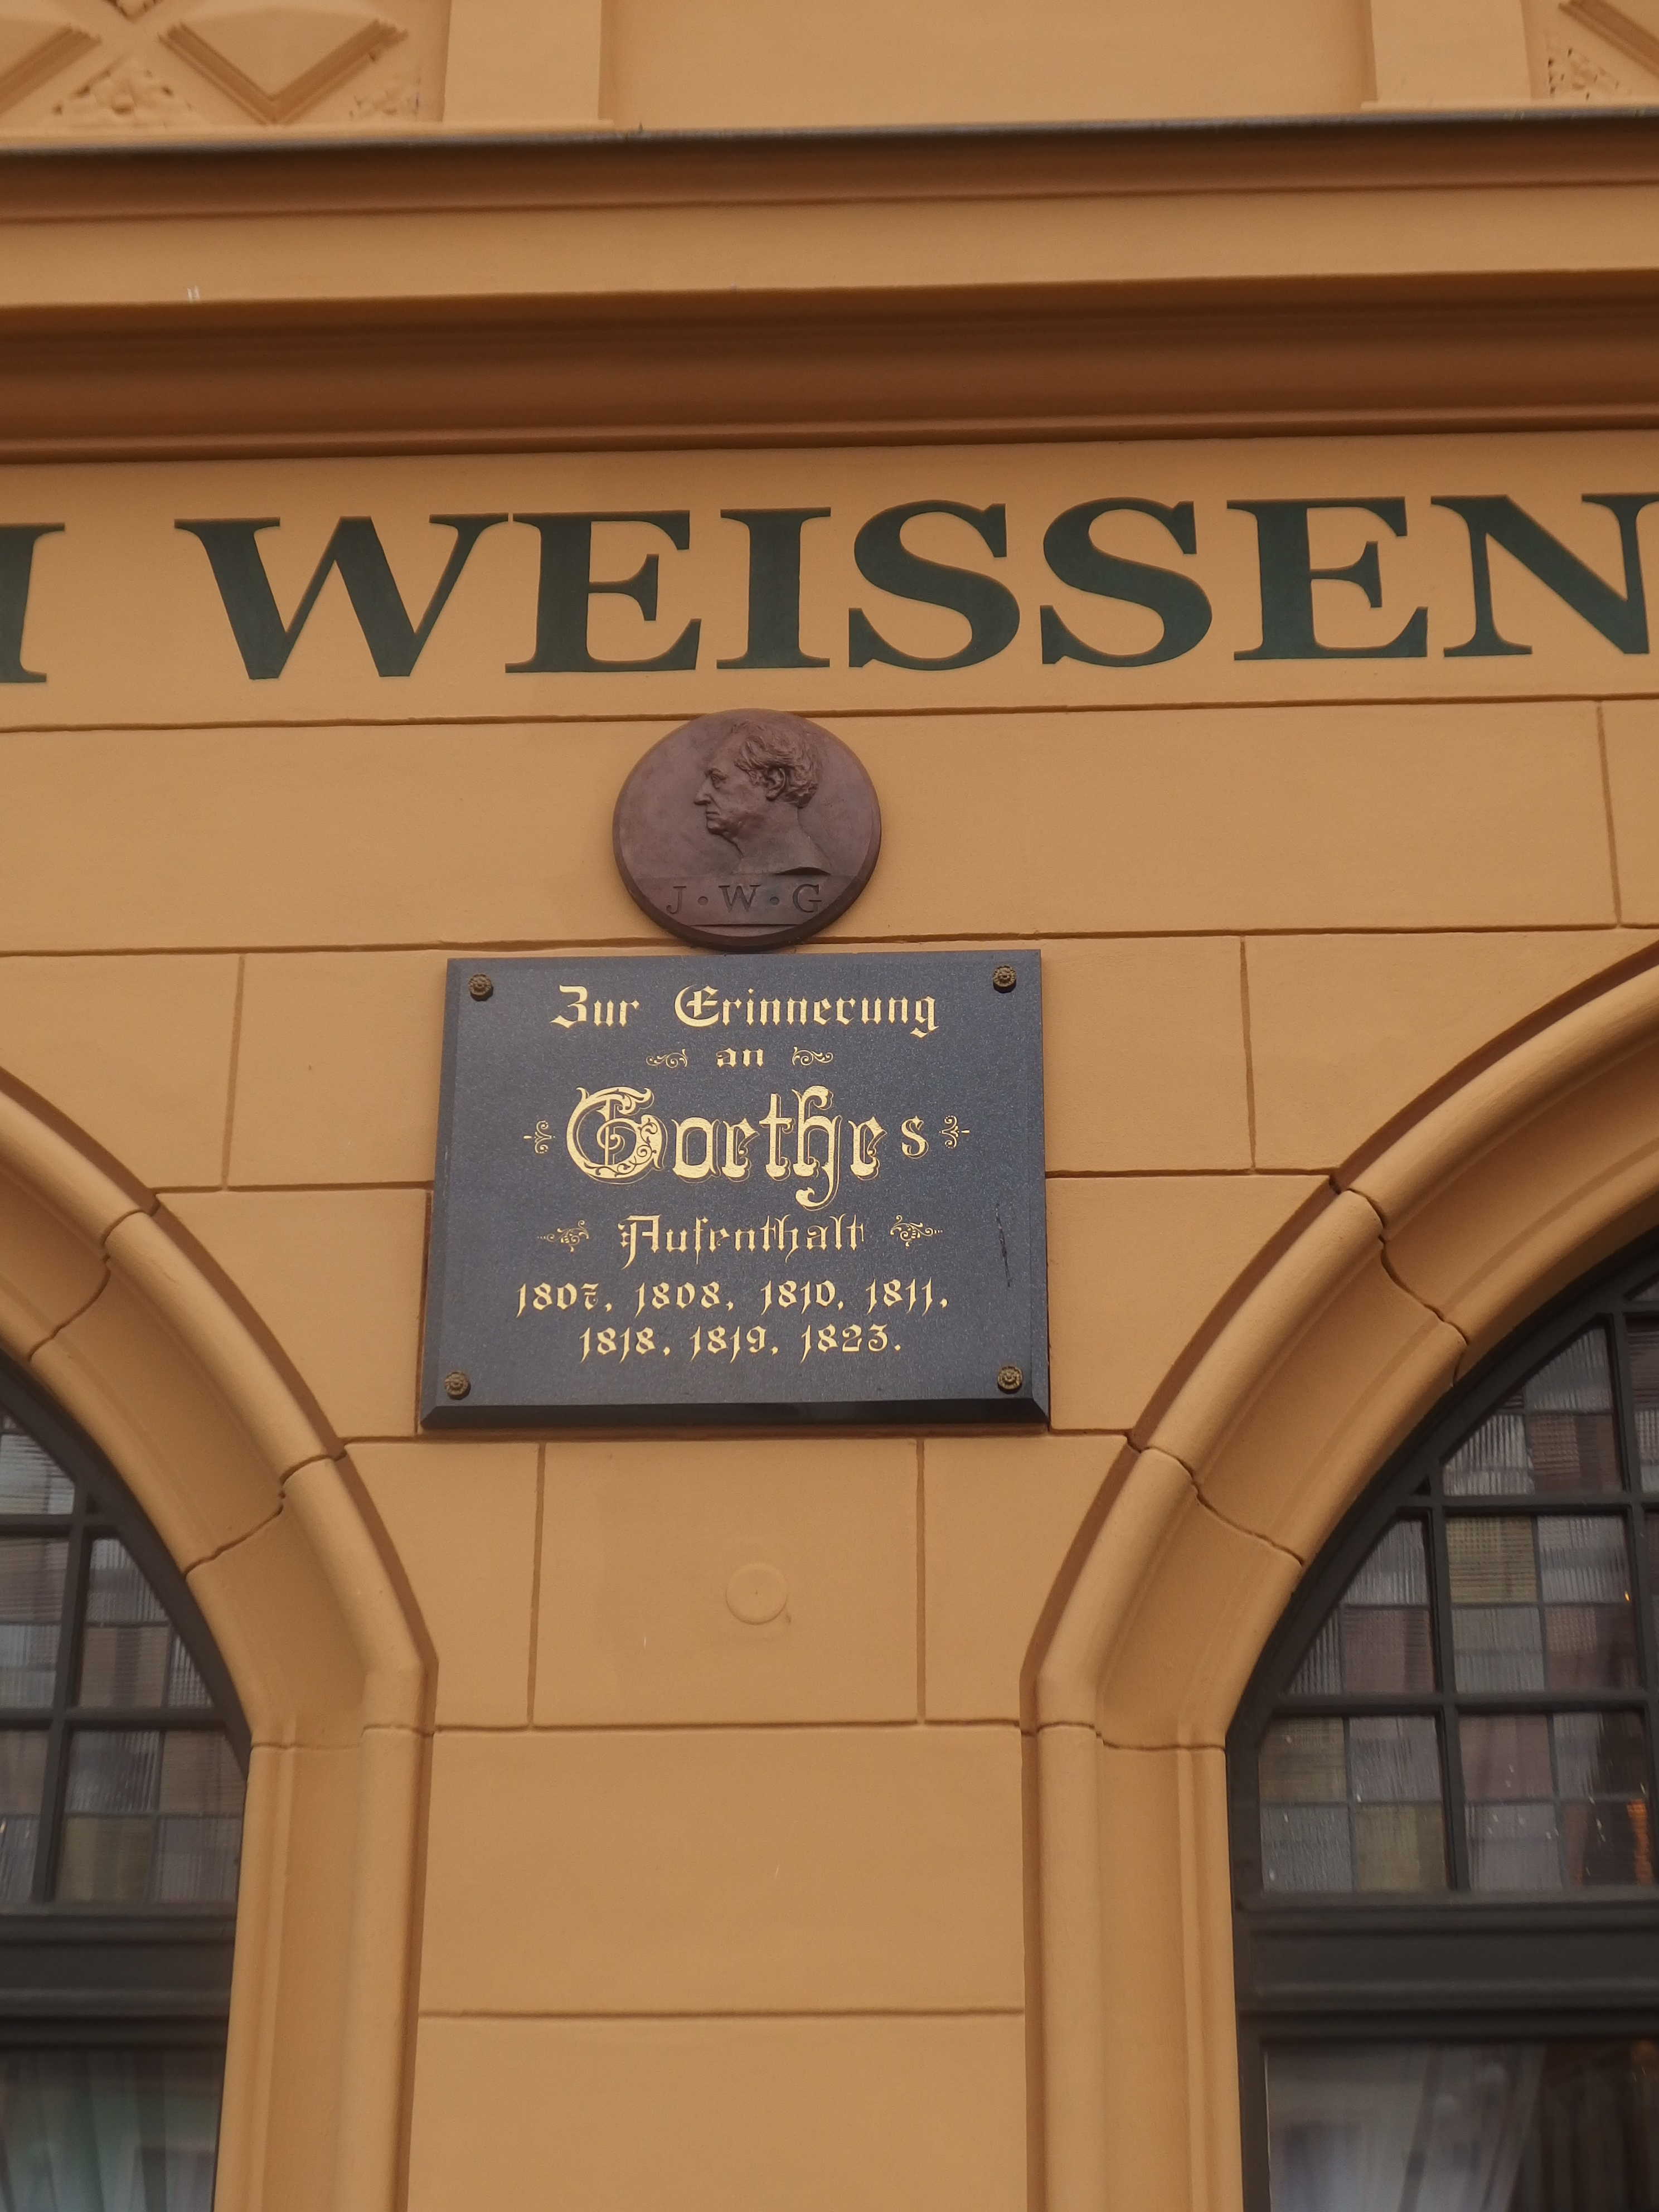 WEISSEN
J·W·G
Zur Erinnerung
an
Goethes
Aufenthalt
1807, 1808, 1810, 1811,
1818, 1819, 1823.